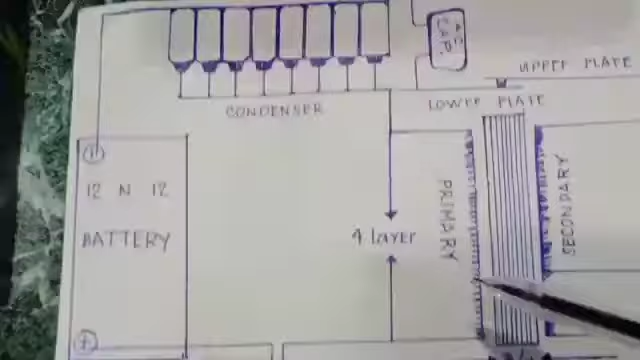 A.C
CAP.
UPPER PLATE
CONDENSER
LOWER PLATE
12 N 12
BATTERY
PRIMARY
SECONDARY
4 layer